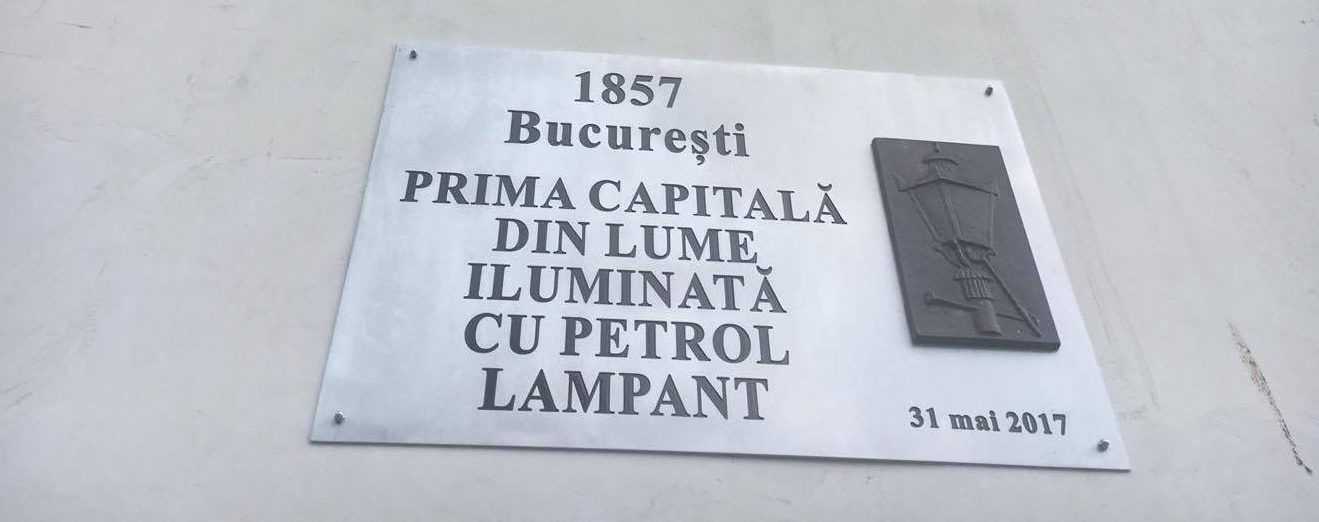 1857
București
PRIMA CAPITALĂ
DIN LUME
ILUMINATĂ
CU PETROL
LAMPANT
31 mai 2017